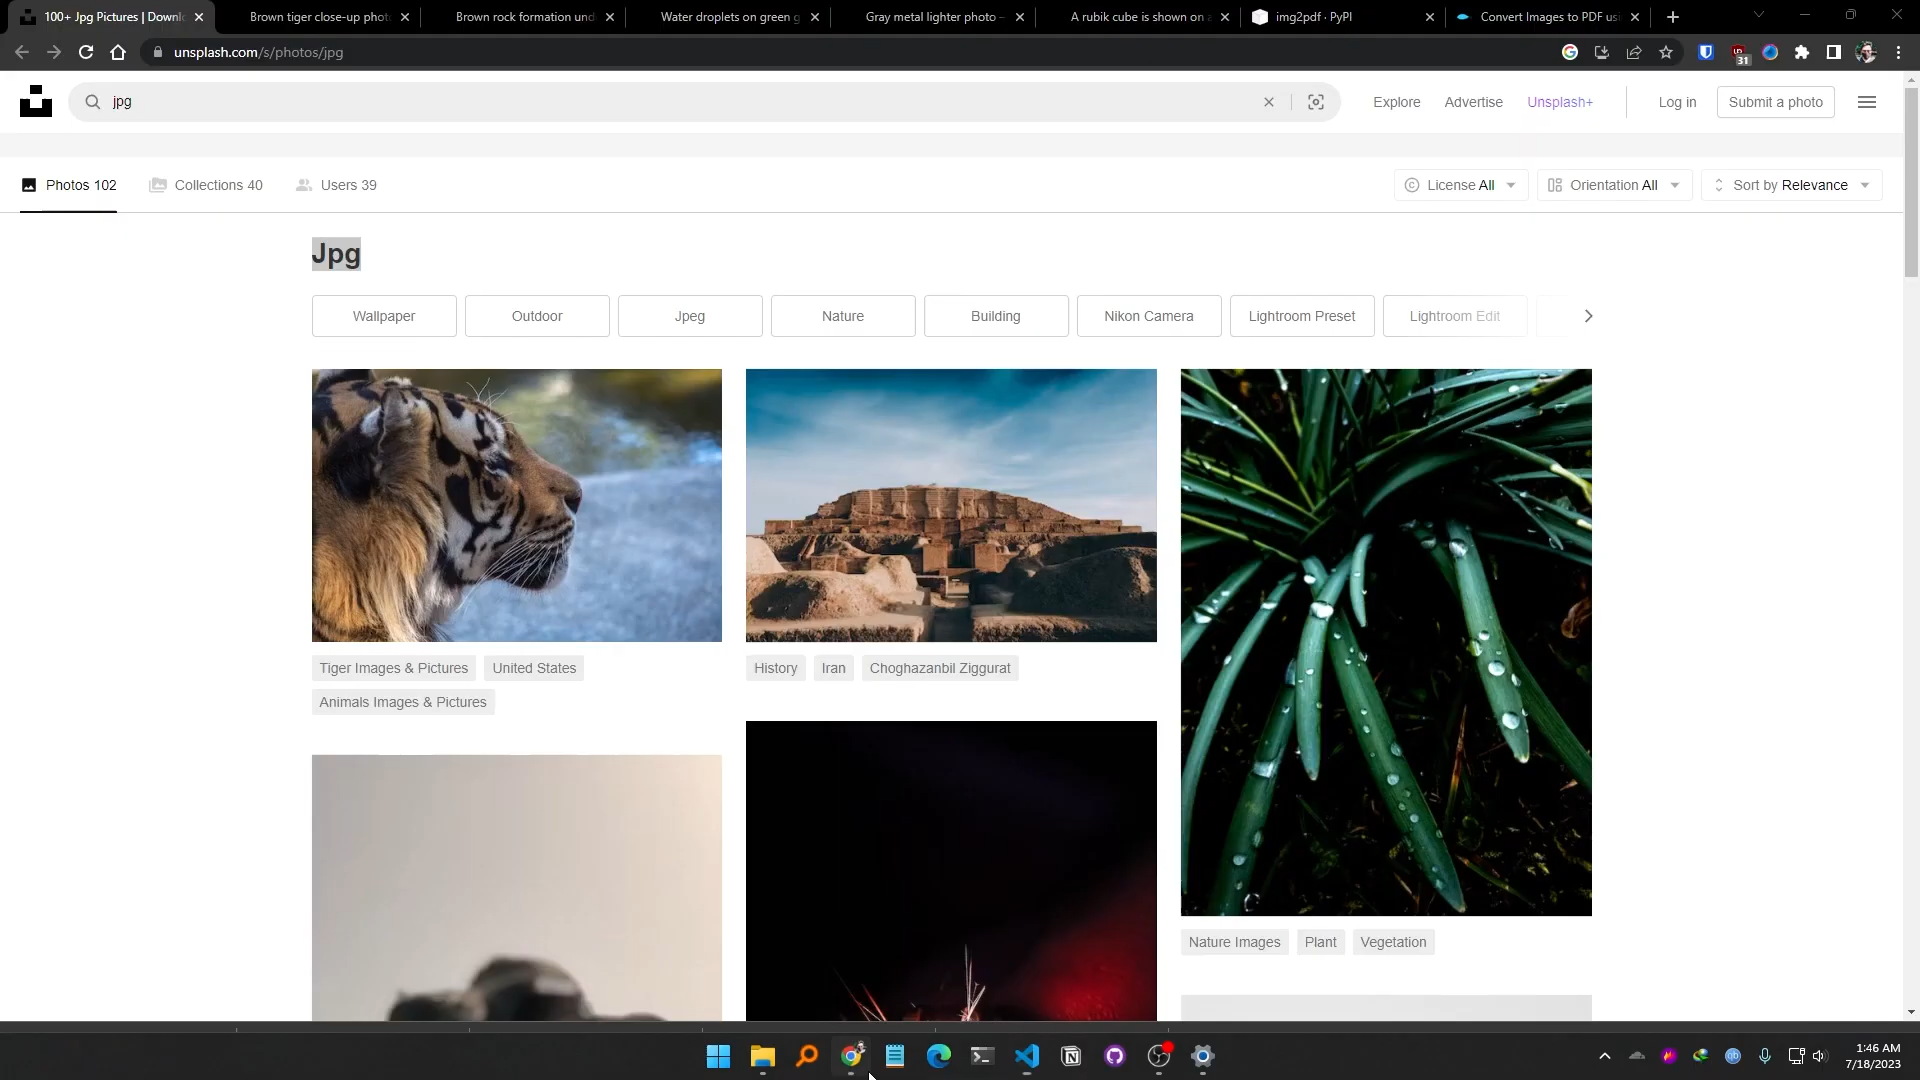 100+ Jpg Pictures | Downl
Brown tiger close-up phot
Brown rock formation und
Water droplets on green g
Gray metal lighter photo –
A rubik cube is shown on a
img2pdf · PyPI
Convert Images to PDF usi
unsplash.com/s/photos/jpg
31
jpg
Explore
Advertise
Unsplash+
Log in
Submit a photo
Photos 102
Collections 40
Users 39
License All
Orientation All
Sort by Relevance
Jpg
Wallpaper
Outdoor
Jpeg
Nature
Building
Nikon Camera
Lightroom Preset
Lightroom Edit
Tiger Images & Pictures
United States
Animals Images & Pictures
History
Iran
Choghazanbil Ziggurat
Nature Images
Plant
Vegetation
1:46 AM
7/18/2023